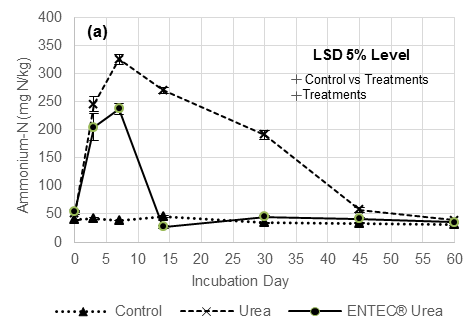 (a)
LSD 5% Level
Control vs Treatments
Treatments
Ammonium-N (mg N/kg)
400
350
300
250
200
150
100
50
0
0 5 10 15 20 25 30 35 40 45 50 55 60
Incubation Day
Control Urea ENTEC® Urea